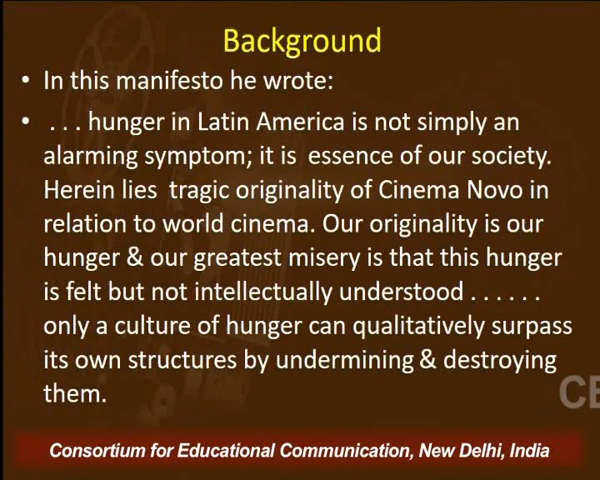 Background
• In this manifesto he wrote:
• . . . hunger in Latin America is not simply an
alarming symptom; it is essence of our society.
Herein lies tragic originality of Cinema Novo in
relation to world cinema. Our originality is our
hunger & our greatest misery is that this hunger
is felt but not intellectually understood . . . . . .
only a culture of hunger can qualitatively surpass
its own structures by undermining & destroying
them.
CE
Consortium for Educational Communication, New Delhi, India